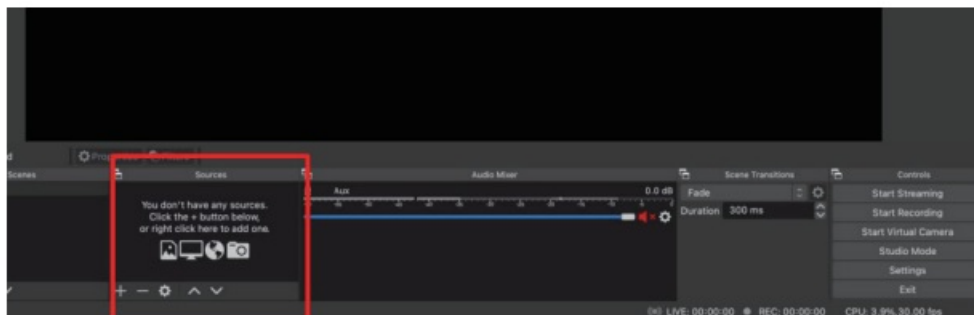 Scenes
Sources
Audio Mixer
Scene Transitions
Controls
You don't have any sources.
Click the + button below,
or right click here to add one.
Aux
0.0 dB
Fade
Duration
300 ms
Start Streaming
Start Recording
Start Virtual Camera
Studio Mode
Settings
Exit
LIVE: 00:00:00
REC: 00:00:00
CPU: 3.9%, 30.00 fps